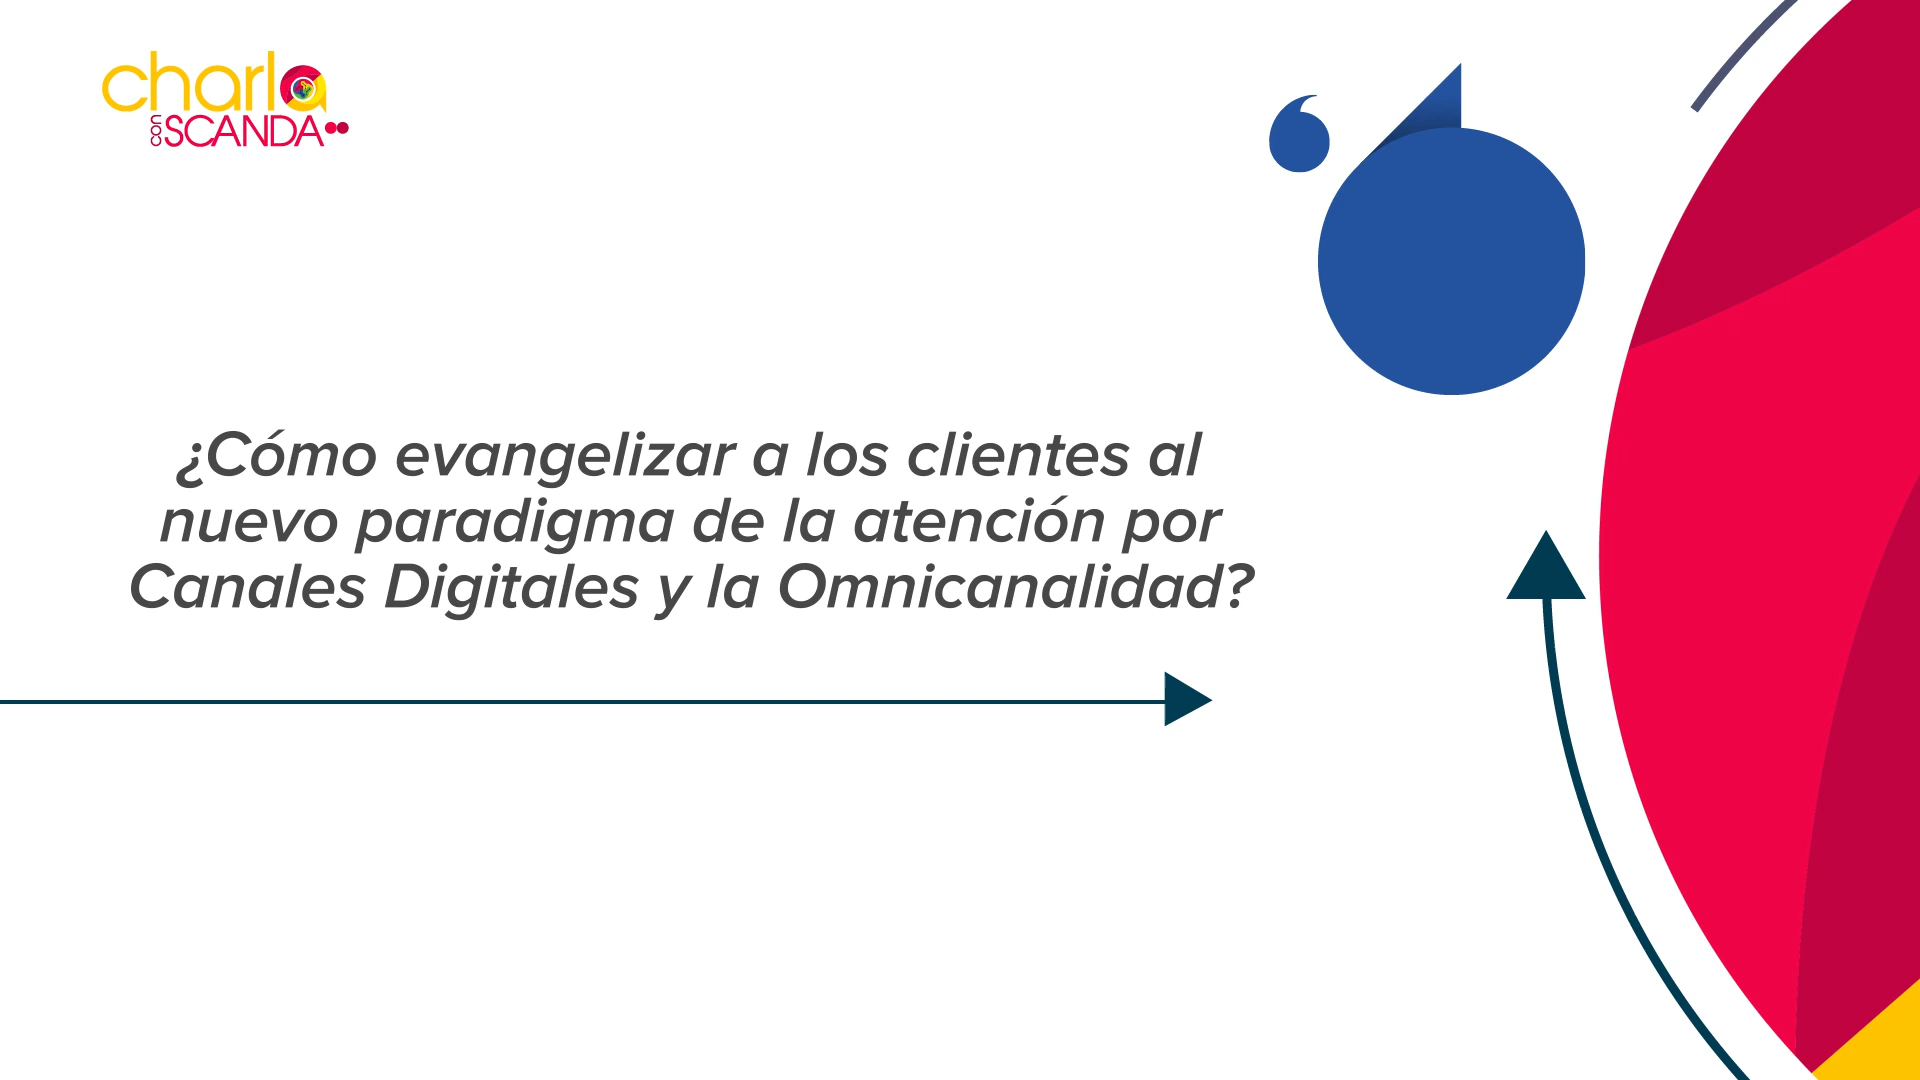 charla
con SCANDA
¿Cómo evangelizar a los clientes al
nuevo paradigma de la atención por
Canales Digitales y la Omnicanalidad?